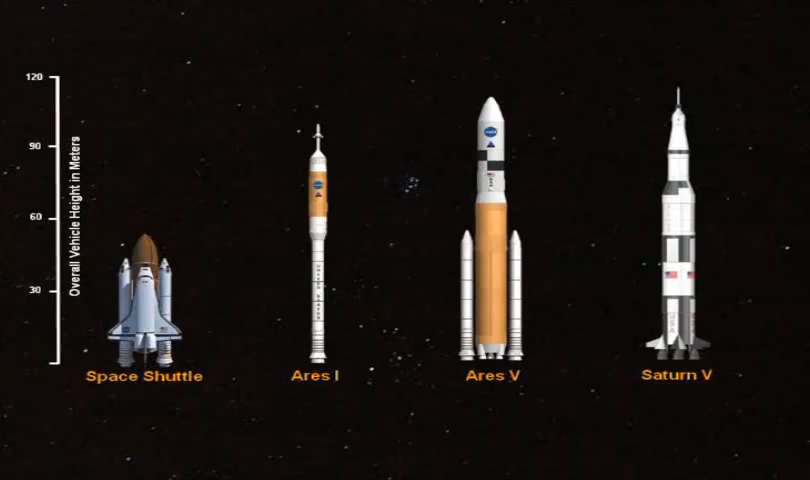 120
90
60
30
Overall Vehicle Height in Meters
Space Shuttle
Ares I
Ares V
Saturn V